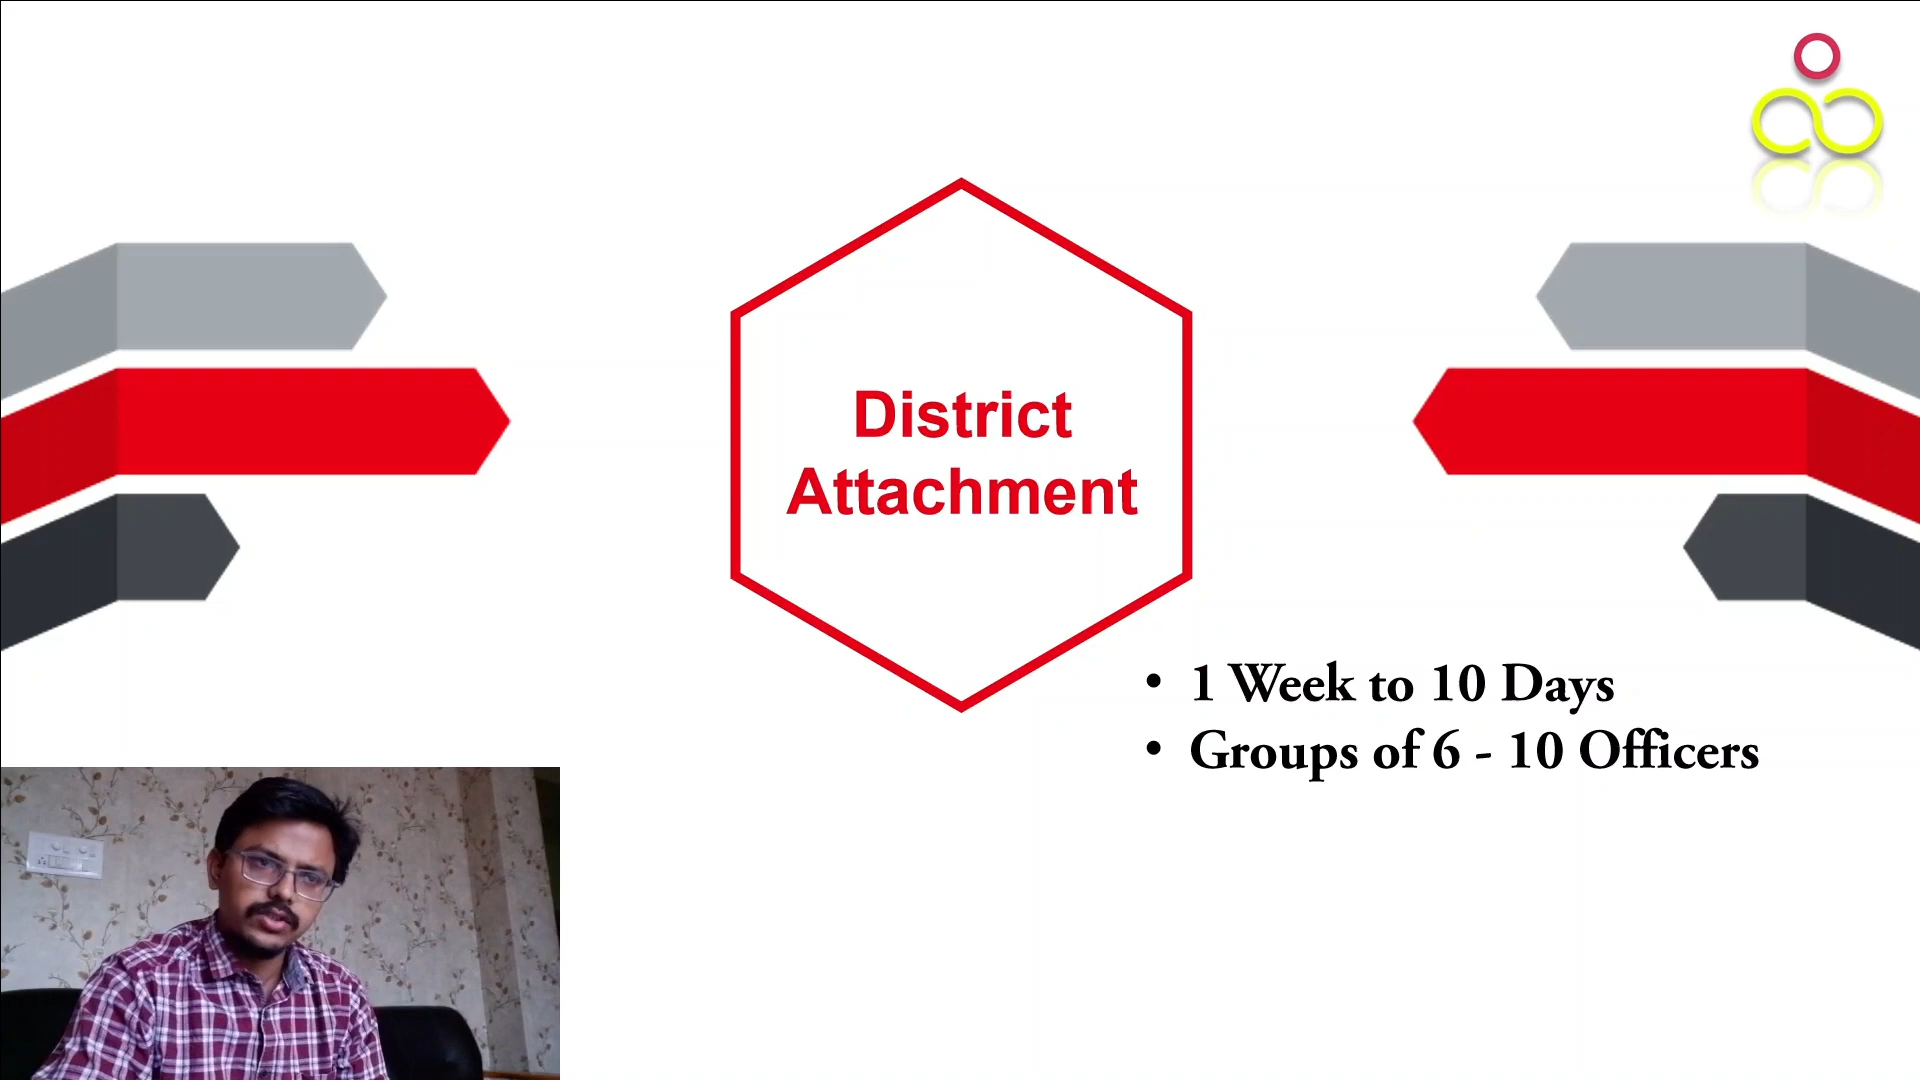 District
Attachment
• 1 Week to 10 Days
• Groups of 6 - 10 Officers